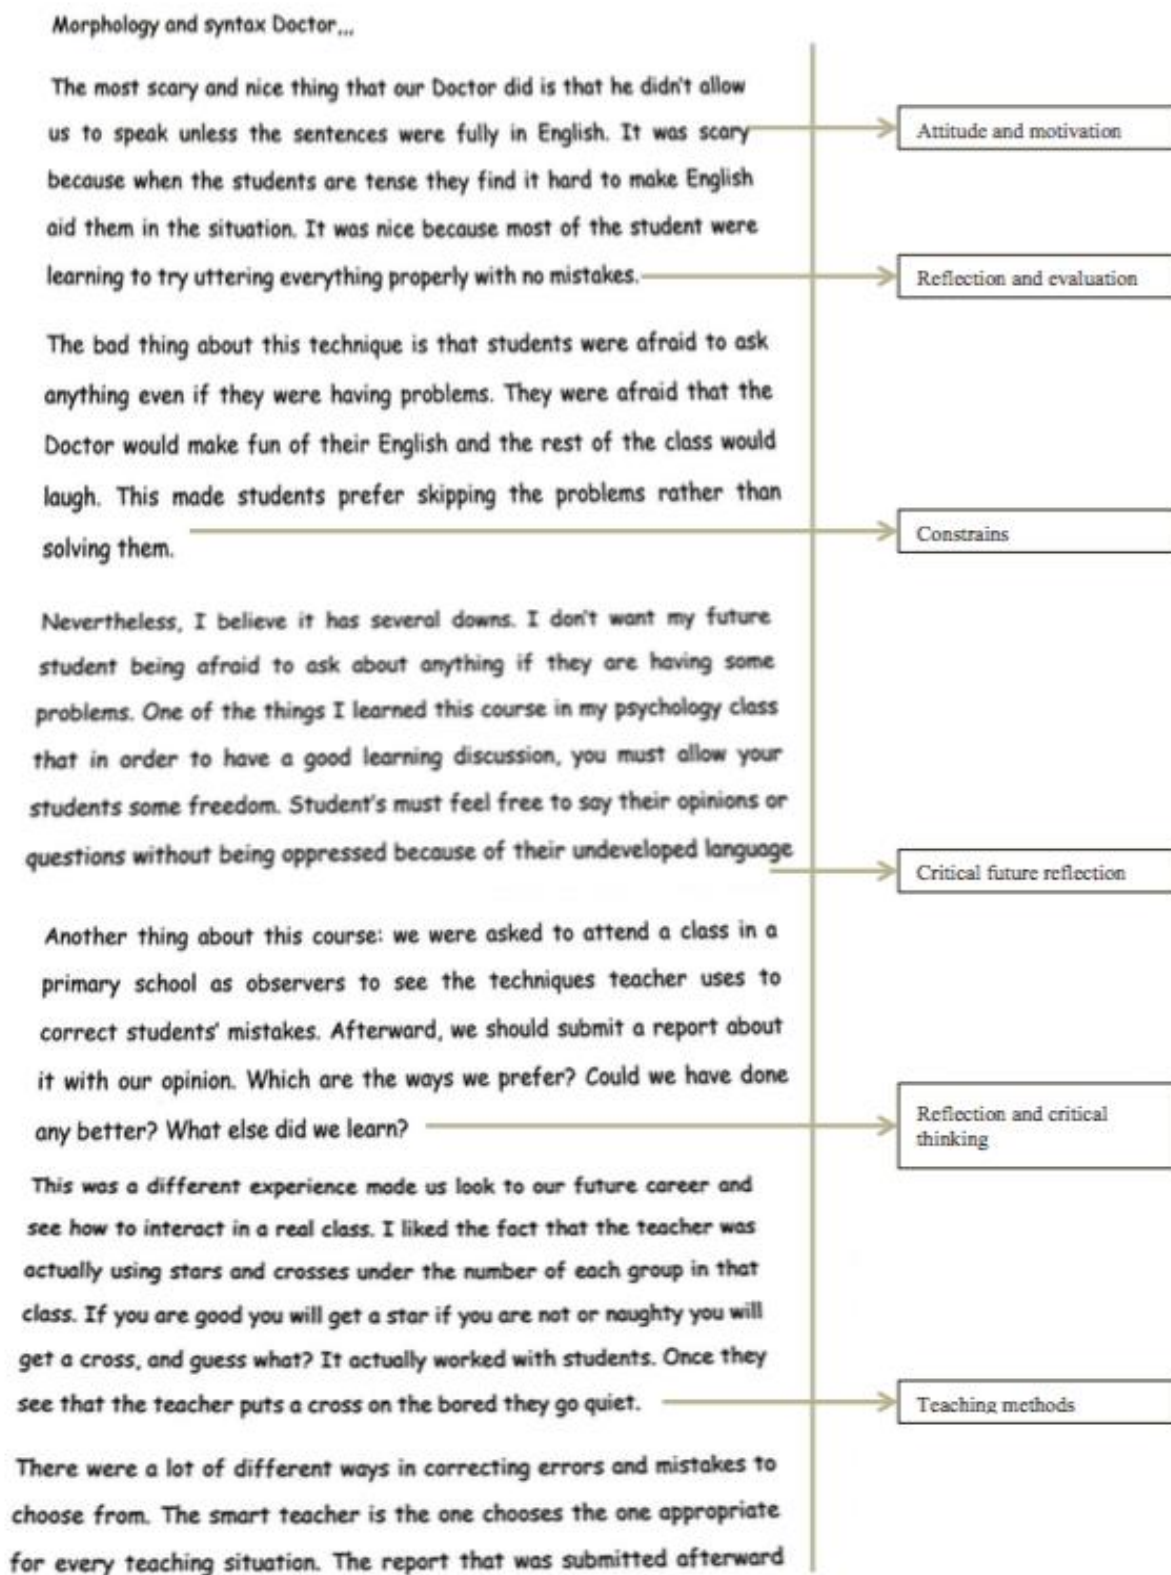 Morphology and syntax Doctor,,,
The most scary and nice thing that our Doctor did is that he didn't allow
us to speak unless the sentences were fully in English. It was scary
Attitude and motivation
because when the students are tense they find it hard to make English
aid them in the situation. It was nice because most of the student were
learning to try uttering everything properly with no mistakes.
Reflection and evaluation
The bad thing about this technique is that students were afraid to ask
anything even if they were having problems. They were afraid that the
Doctor would make fun of their English and the rest of the class would
laugh. This made students prefer skipping the problems rather than
solving them.
Constrains
Nevertheless, I believe it has several downs. I don't want my future
student being afraid to ask about anything if they are having some
problems. One of the things I learned this course in my psychology class
that in order to have a good learning discussion, you must allow your
students some freedom. Student's must feel free to say their opinions or
questions without being oppressed because of their undeveloped language
Critical future reflection
Another thing about this course: we were asked to attend a class in a
primary school as observers to see the techniques teacher uses to
correct students' mistakes. Afterward, we should submit a report about
it with our opinion. Which are the ways we prefer? Could we have done
any better? What else did we learn?
Reflection and critical
thinking
This was a different experience made us look to our future career and
see how to interact in a real class. I liked the fact that the teacher was
actually using stars and crosses under the number of each group in that
class. If you are good you will get a star if you are not or naughty you will
get a cross, and guess what? It actually worked with students. Once they
see that the teacher puts a cross on the bored they go quiet.
Teaching methods
There were a lot of different ways in correcting errors and mistakes to
choose from. The smart teacher is the one chooses the one appropriate
for every teaching situation. The report that was submitted afterward